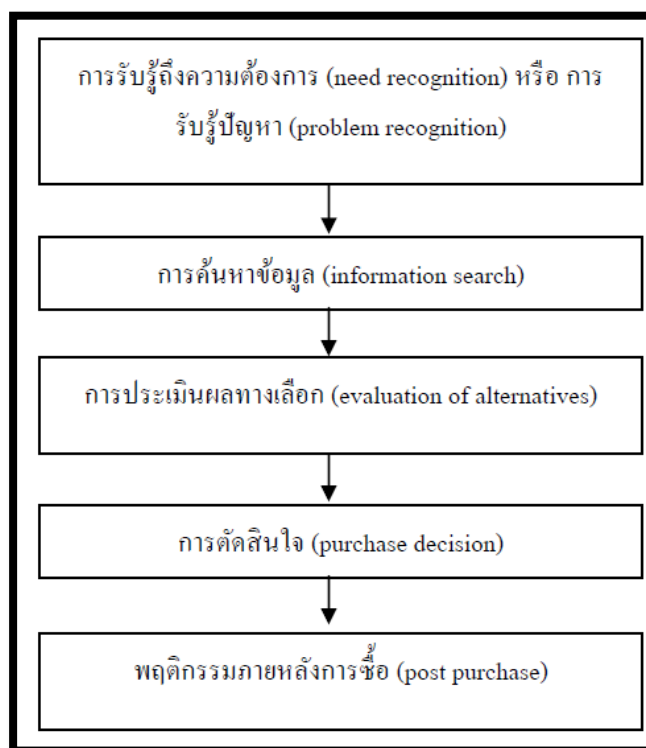 การรับรู้ถึงความต้องการ (need recognition) หรือ การ
รับรู้ปัญหา (problem recognition)
การค้นหาข้อมูล (information search)
การประเมินผลทางเลือก (evaluation of alternatives)
การตัดสินใจ (purchase decision)
พฤติกรรมภายหลังการซื้อ (post purchase)